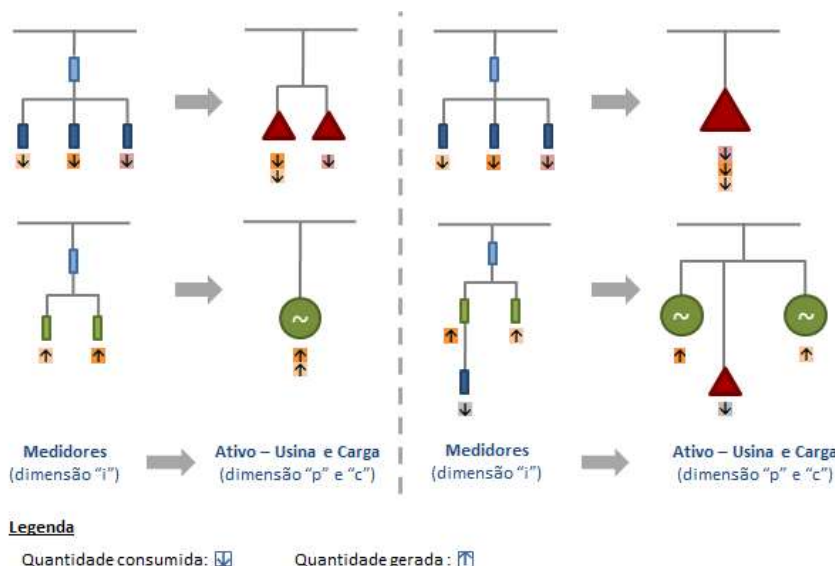 ~
~
~
Medidores
(dimensão “i”)
Ativo – Usina e Carga
(dimensão “p” e “c”)
Medidores
(dimensão “i”)
Ativo – Usina e Carga
(dimensão “p” e “c”)
Legenda
Quantidade consumida:
Quantidade gerada :